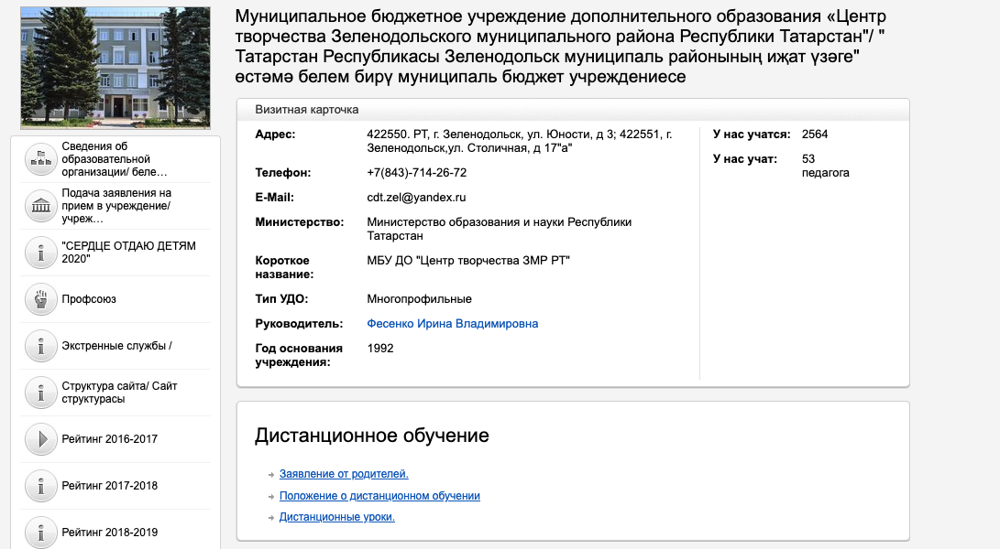 Муниципальное бюджетное учреждение дополнительного образования «Центр
творчества Зеленодольского муниципального района Республики Татарстан"/ "
Татарстан Республикасы Зеленодольск муниципаль районының иҗат үзәге"
өстәмә белем бирү муниципаль бюджет учреждениесе
Сведения об
образовательной
организации/ беле…
Подача заявления на
прием в учреждение/
учреж…
"СЕРДЦЕ ОТДАЮ ДЕТЯМ
2020"
Профсоюз
Экстренные службы /
Структура сайта/ Сайт
структурасы
Рейтинг 2016-2017
Рейтинг 2017-2018
Рейтинг 2018-2019
Визитная карточка
Адрес: 422550. РТ, г. Зеленодольск, ул. Юности, д 3; 422551, г.
Зеленодольск,ул. Столичная, д 17"а"
Телефон: +7(843)-714-26-72
E-Mail: cdt.zel@yandex.ru
Министерство: Министерство образования и науки Республики
Татарстан
Короткое МБУ ДО "Центр творчества ЗМР РТ"
название:
Тип УДО: Многопрофильные
Руководитель: Фесенко Ирина Владимировна
Год основания 1992
учреждения:
У нас учатся: 2564
У нас учат: 53
педагога
Дистанционное обучение
Заявление от родителей.
Положение о дистанционном обучении
Дистанционные уроки.